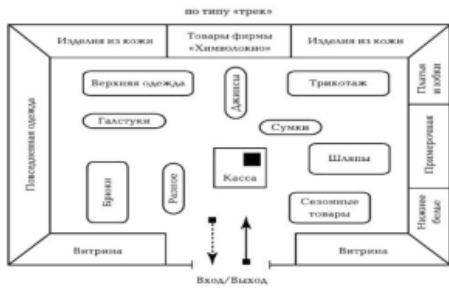 по типу «трек»
Изделия из кожи
Товары фирмы
«Химволокно»
Изделия из кожи
Верхняя одежда
Джинсы
Трикотаж
Платья
и юбки
Повседневная одежда
Галстуки
Сумки
Примерочная
Шляпы
Касса
Брюки
Разное
Сезонные
товары
Нижнее
белье
Витрина
Витрина
Вход/Выход